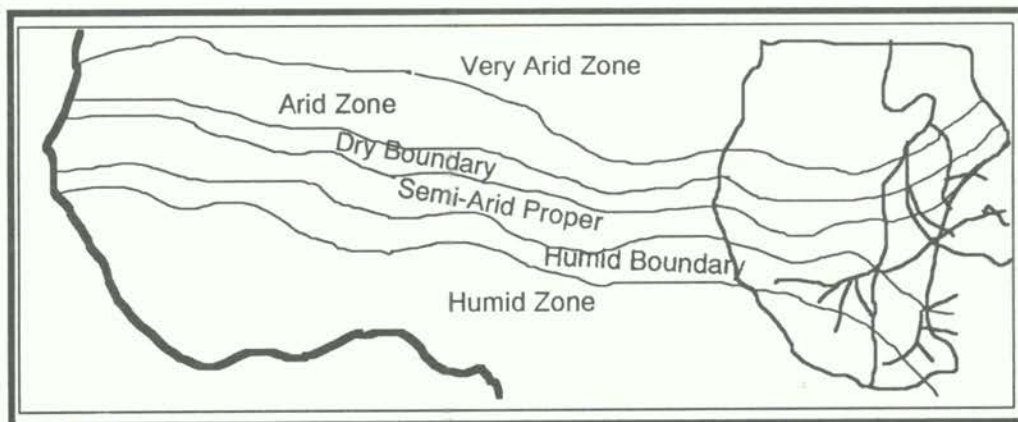 Very Arid Zone
Arid Zone
Dry Boundary
Semi-Arid Proper
Humid Boundary
Humid Zone